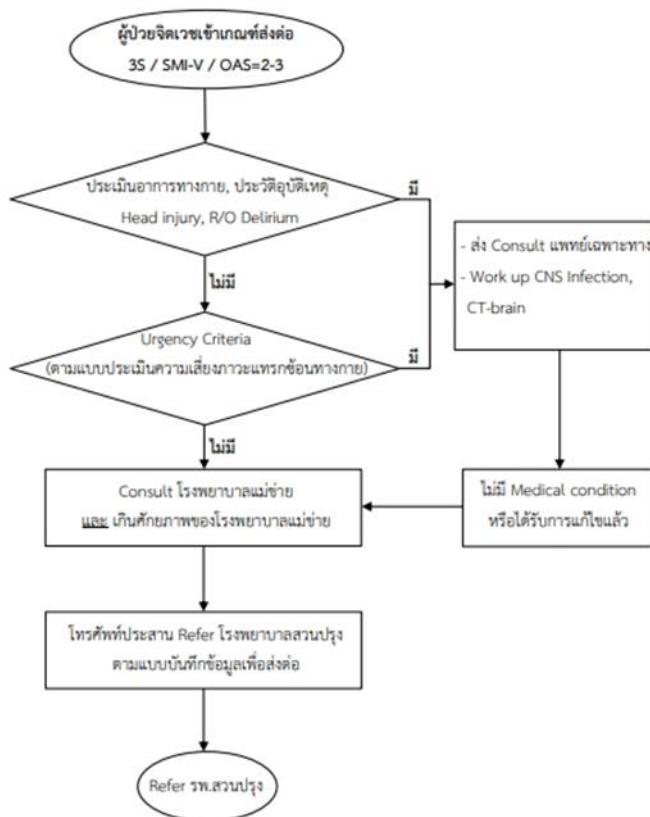 ผู้ป่วยจิตเวชเข้าเกณฑ์ส่งต่อ
3S / SMI-V / OAS=2-3
ประเมินอาการทางกาย, ประวัติอุบัติเหตุ
Head injury, R/O Delirium
มี
ไม่มี
- ส่ง Consult แพทย์เฉพาะทาง
- Work up CNS Infection,
CT-brain
Urgency Criteria
(ตามแบบประเมินความเสี่ยงภาวะแทรกซ้อนทางกาย)
มี
ไม่มี
Consult โรงพยาบาลแม่ข่าย
และ เกินศักยภาพของโรงพยาบาลแม่ข่าย
ไม่มี Medical condition
หรือได้รับการแก้ไขแล้ว
โทรศัพท์ประสาน Refer โรงพยาบาลสวนปรุง
ตามแบบบันทึกข้อมูลเพื่อส่งต่อ
Refer รพ.สวนปรุง